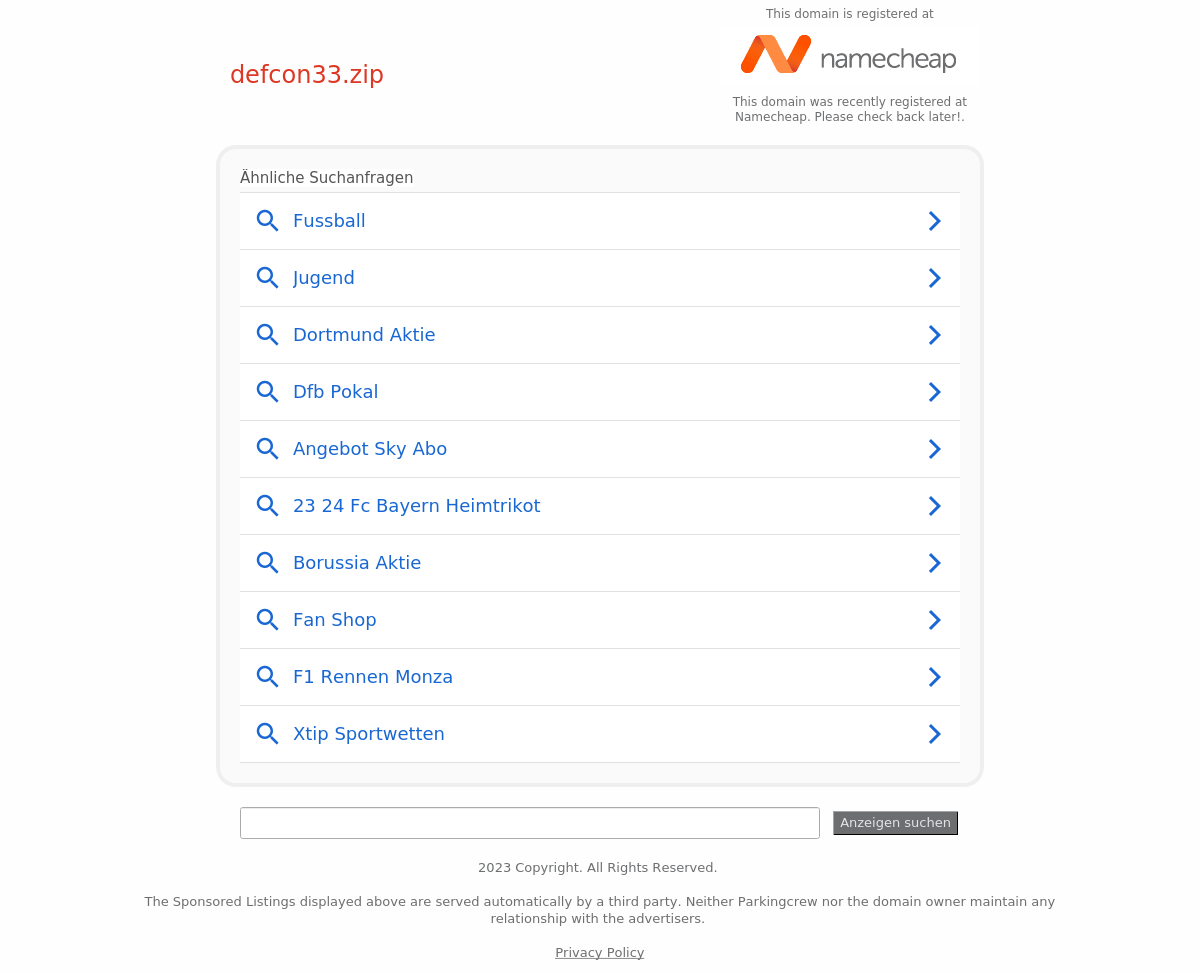 This domain is registered at
namecheap
defcon33.zip
This domain was recently registered at
Namecheap. Please check back later!.
Ähnliche Suchanfragen
Fussball
Jugend
Dortmund Aktie
Dfb Pokal
Angebot Sky Abo
23 24 Fc Bayern Heimtrikot
Borussia Aktie
Fan Shop
F1 Rennen Monza
Xtip Sportwetten
Anzeigen suchen
2023 Copyright. All Rights Reserved.
The Sponsored Listings displayed above are served automatically by a third party. Neither Parkingcrew nor the domain owner maintain any
relationship with the advertisers.
Privacy Policy